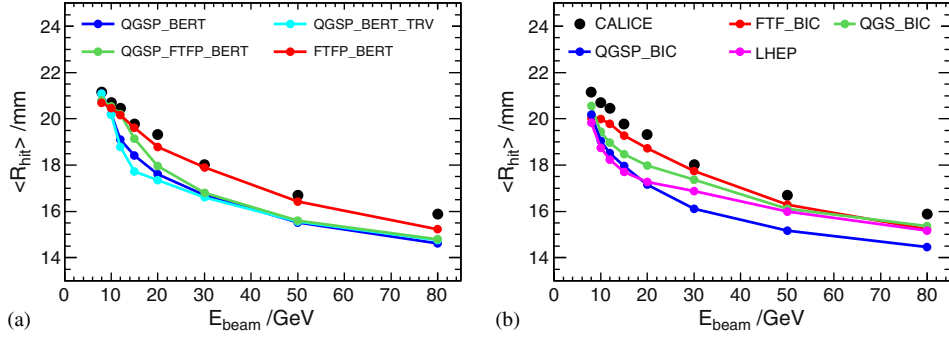 24
22
20
18
16
14
<R_hit> /mm
QGSP_BERT
QGSP_BERT_TRV
QGSP_FTFP_BERT
FTFP_BERT
0 10 20 30 40 50 60 70 80
E_beam /GeV
(a)
24
22
20
18
16
14
<R_hit> /mm
CALICE
FTF_BIC
QGS_BIC
QGSP_BIC
LHEP
0 10 20 30 40 50 60 70 80
E_beam /GeV
(b)